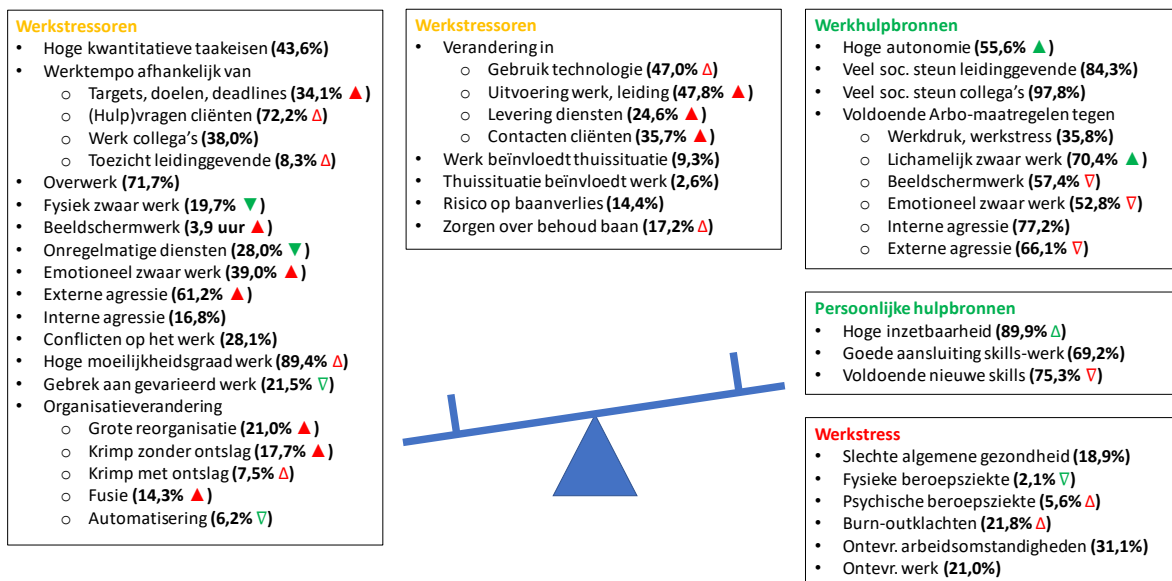 Werkstressoren
• Hoge kwantitatieve taakeisen (43,6%)
• Werktempo afhankelijk van
o Targets, doelen, deadlines (34,1% ▲)
o (Hulp)vragen cliënten (72,2% ∆)
o Werk collega's (38,0%)
o Toezicht leidinggevende (8,3% ∆)
• Overwerk (71,7%)
• Fysiek zwaar werk (19,7% ▼)
• Beeldschermwerk (3,9 uur ▲)
• Onregelmatige diensten (28,0% ▼)
• Emotioneel zwaar werk (39,0% ▲)
• Externe agressie (61,2% ▲)
• Interne agressie (16,8%)
• Conflicten op het werk (28,1%)
• Hoge moeilijkheidsgraad werk (89,4% ∆)
• Gebrek aan gevarieerd werk (21,5% ∇)
• Organisatieverandering
o Grote reorganisatie (21,0% ▲)
o Krimp zonder ontslag (17,7% ▲)
o Krimp met ontslag (7,5% ∆)
o Fusie (14,3% ▲)
o Automatisering (6,2% ∇)
Werkstressoren
• Verandering in
o Gebruik technologie (47,0% ∆)
o Uitvoering werk, leiding (47,8% ▲)
o Levering diensten (24,6% ▲)
o Contacten cliënten (35,7% ▲)
• Werk beïnvloedt thuissituatie (9,3%)
• Thuissituatie beïnvloedt werk (2,6%)
• Risico op baanverlies (14,4%)
• Zorgen over behoud baan (17,2% ∆)
Werkhulpbronnen
• Hoge autonomie (55,6% ▲)
• Veel soc. steun leidinggevende (84,3%)
• Veel soc. steun collega's (97,8%)
• Voldoende Arbo-maatregelen tegen
o Werkdruk, werkstress (35,8%)
o Lichamelijk zwaar werk (70,4% ▲)
o Beeldschermwerk (57,4% ∇)
o Emotioneel zwaar werk (52,8% ∇)
o Interne agressie (77,2%)
o Externe agressie (66,1% ∇)
Persoonlijke hulpbronnen
• Hoge inzetbaarheid (89,9% ∆)
• Goede aansluiting skills-werk (69,2%)
• Voldoende nieuwe skills (75,3% ∇)
Werkstress
• Slechte algemene gezondheid (18,9%)
• Fysieke beroepsziekte (2,1% ∇)
• Psychische beroepsziekte (5,6% ∆)
• Burn-outklachten (21,8% ∆)
• Ontevr. arbeidsomstandigheden (31,1%)
• Ontevr. werk (21,0%)